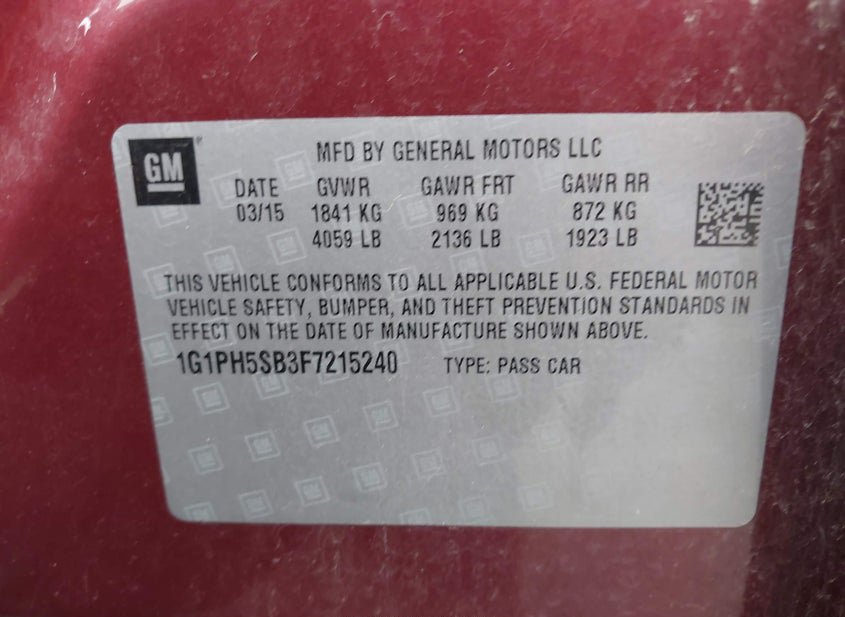 GM
MFD BY GENERAL MOTORS LLC
DATE GVWR GAWR FRT GAWR RR
03/15 1841 KG 969 KG 872 KG
4059 LB 2136 LB 1923 LB
THIS VEHICLE CONFORMS TO ALL APPLICABLE U.S. FEDERAL MOTOR
VEHICLE SAFETY, BUMPER, AND THEFT PREVENTION STANDARDS IN
EFFECT ON THE DATE OF MANUFACTURE SHOWN ABOVE.
1G1PH5SB3F7215240 TYPE: PASS CAR